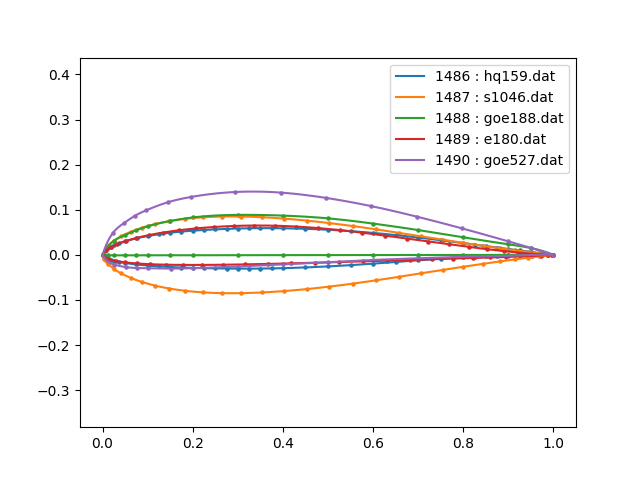 1486 : hq159.dat
1487 : s1046.dat
1488 : goe188.dat
1489 : e180.dat
1490 : goe527.dat
0.4
0.3
0.2
0.1
0.0
−0.1
−0.2
−0.3
0.0 0.2 0.4 0.6 0.8 1.0